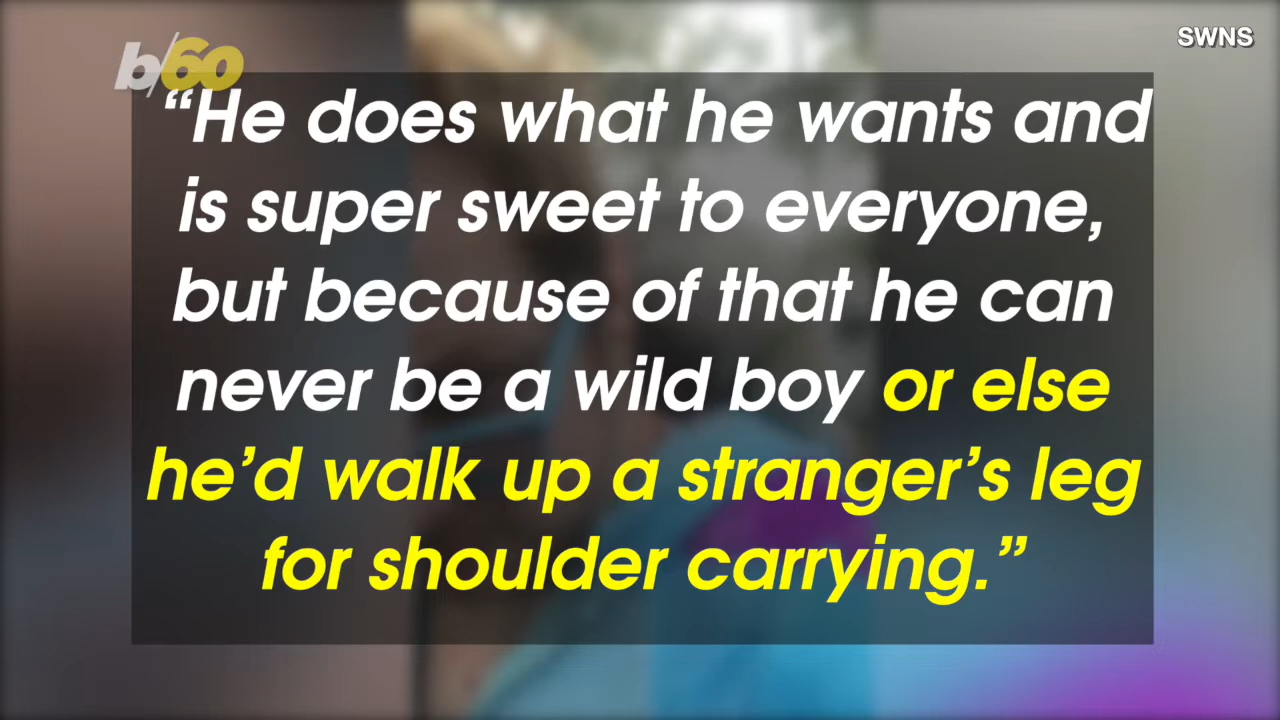 b/60
SWNS
“He does what he wants and
is super sweet to everyone,
but because of that he can
never be a wild boy or else
he’d walk up a stranger’s leg
for shoulder carrying.”